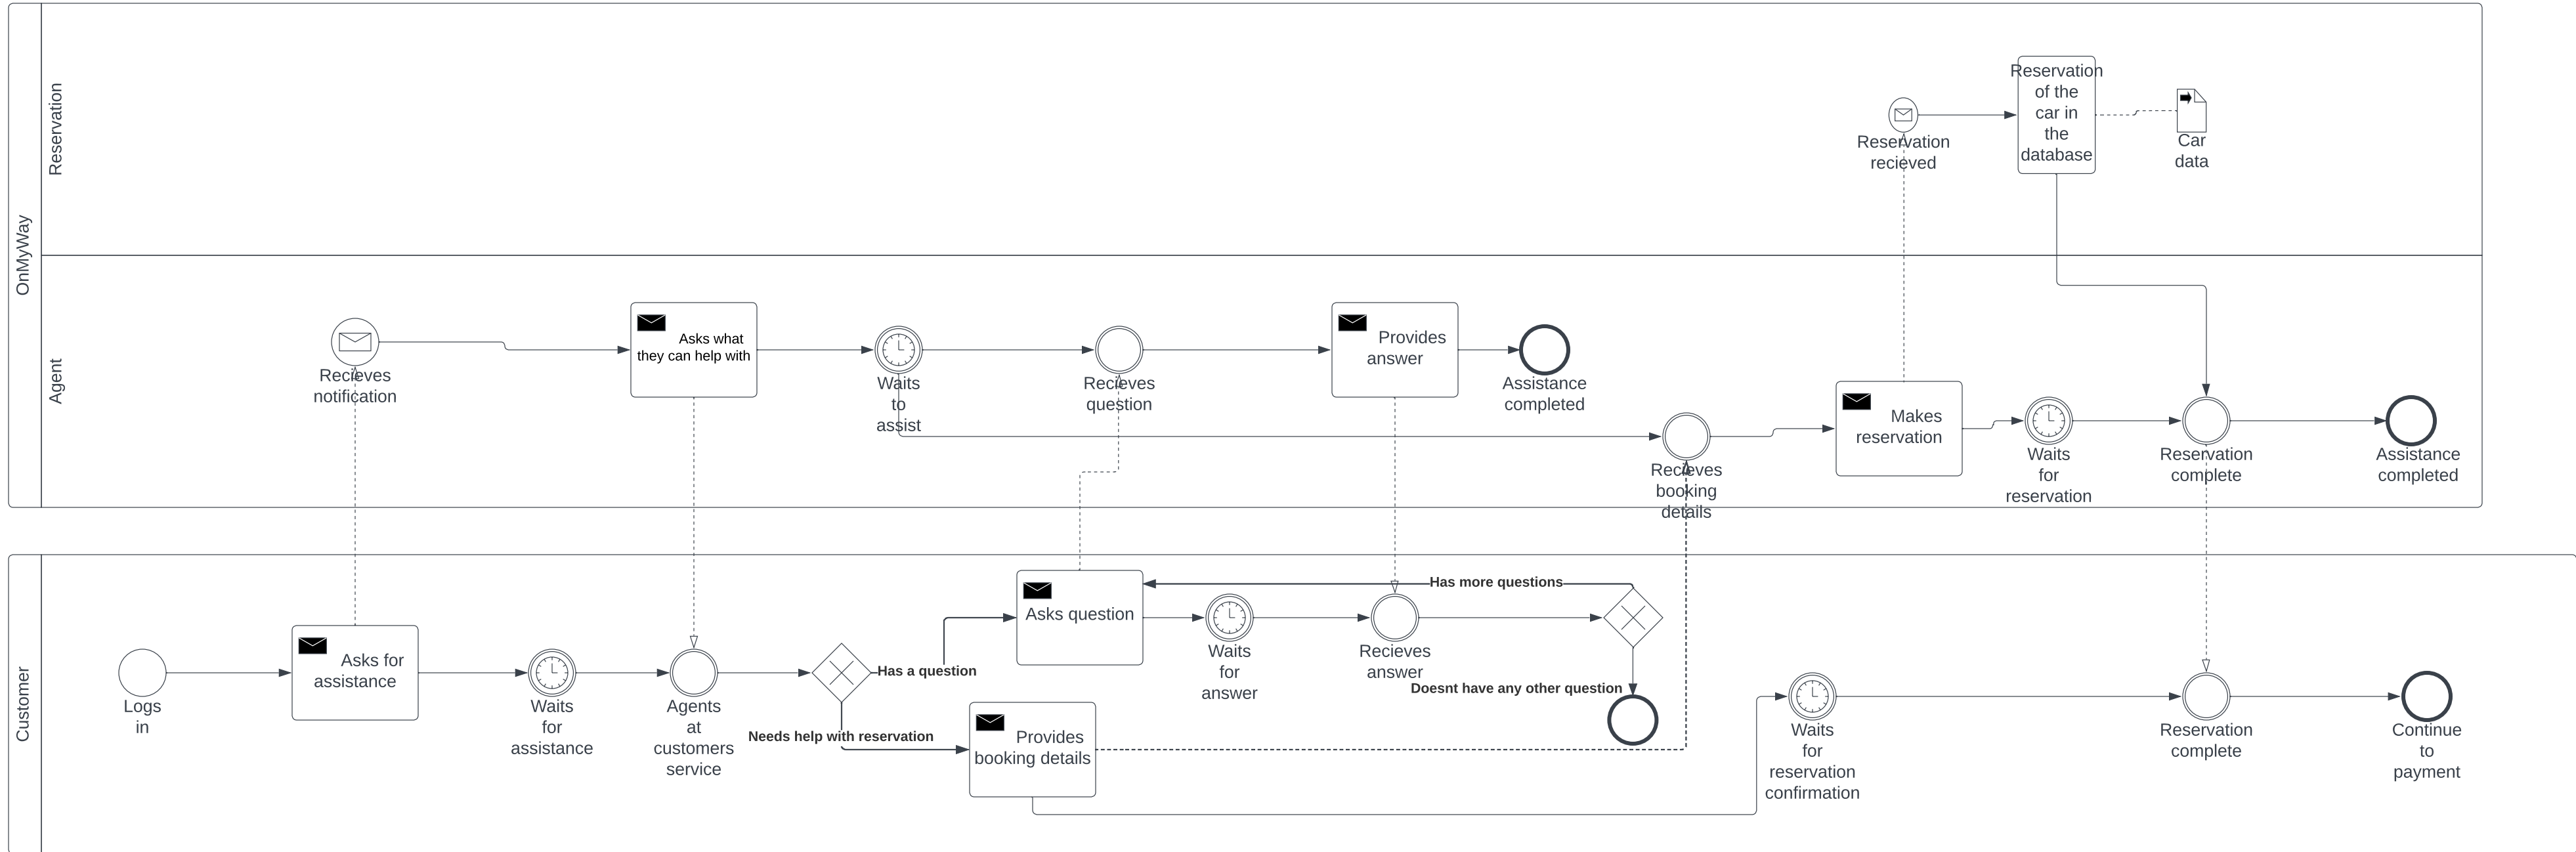 OnMyWay
Reservation
Reservation
of the
car in
the
database
Car
data
Reservation
recieved
Agent
Recieves
notification
Asks what
they can help with
Waits
to
assist
Recieves
question
Provides
answer
Assistance
completed
Recieves
booking
details
Makes
reservation
Waits
for
reservation
Reservation
complete
Assistance
completed
Customer
Logs
in
Asks for
assistance
Waits
for
assistance
Agents
at
customers
service
Has a question
Needs help with reservation
Asks question
Waits
for
answer
Recieves
answer
Has more questions
Doesnt have any other question
Provides
booking details
Waits
for
reservation
confirmation
Reservation
complete
Continue
to
payment